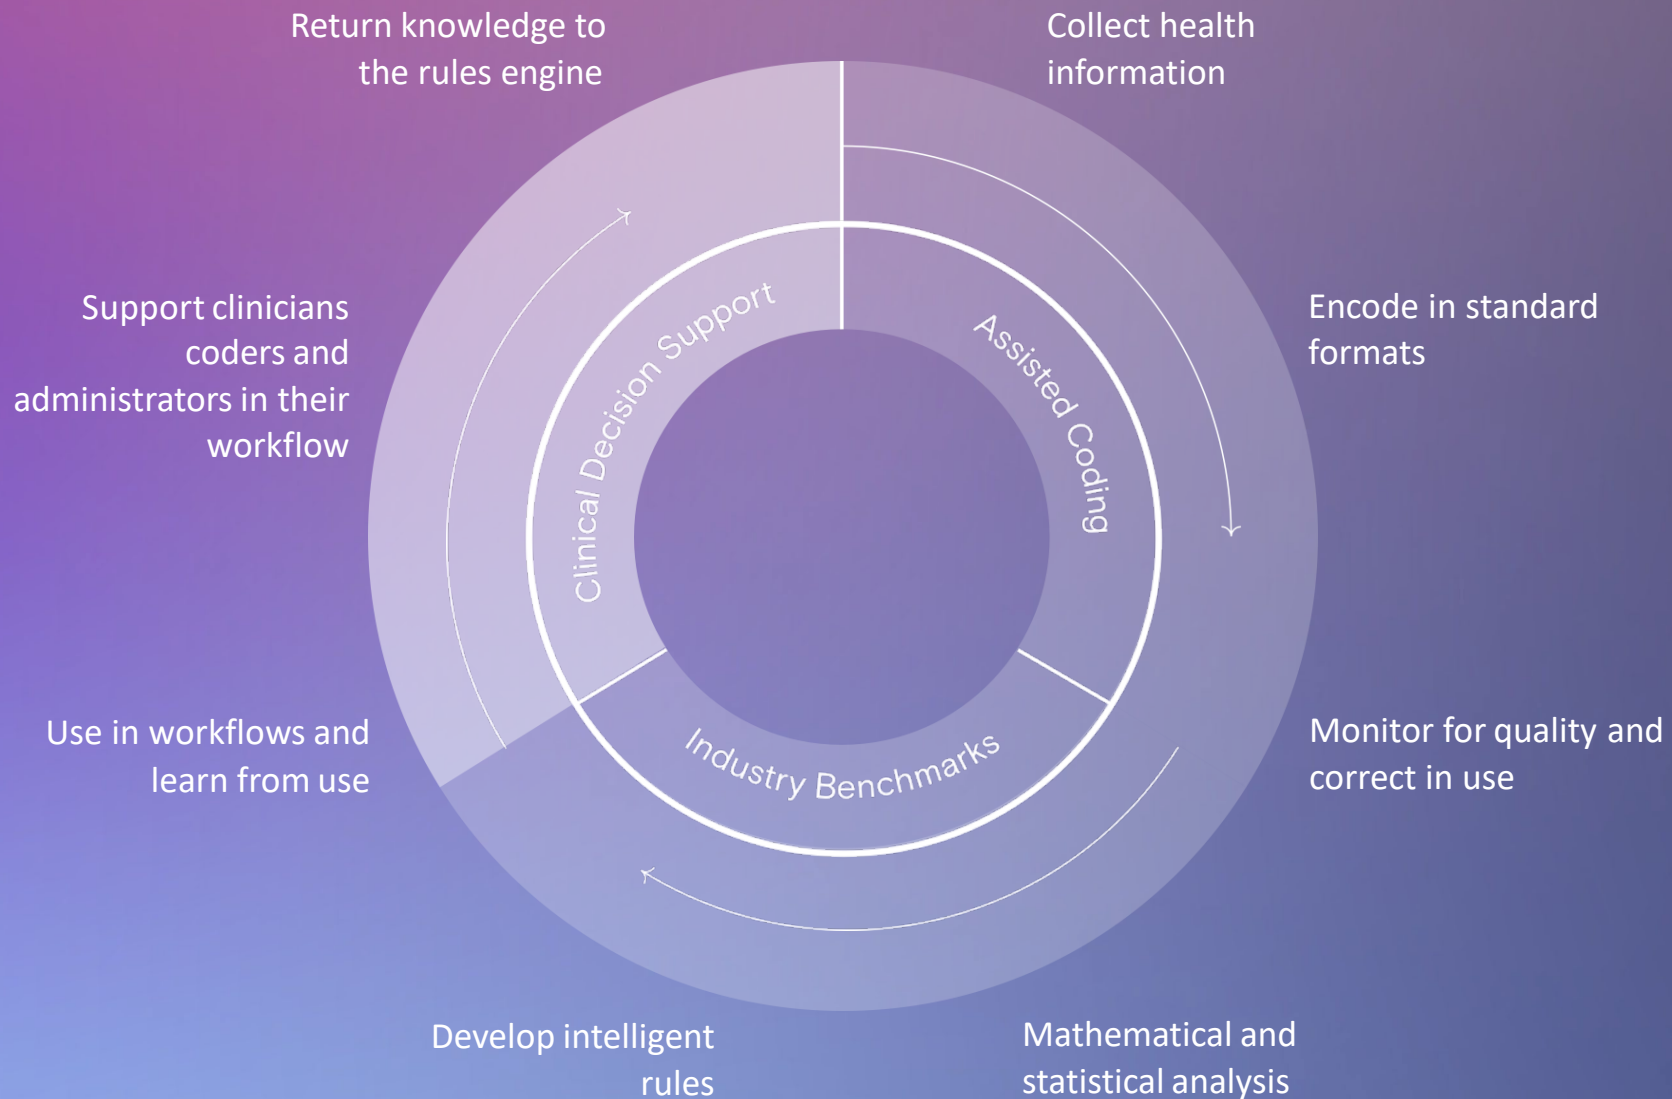 Return knowledge to
the rules engine
Collect health
information
Support clinicians
coders and
administrators in their
workflow
Encode in standard
formats
Clinical Decision Support
Assisted Coding
Industry Benchmarks
Use in workflows and
learn from use
Monitor for quality and
correct in use
Develop intelligent
rules
Mathematical and
statistical analysis